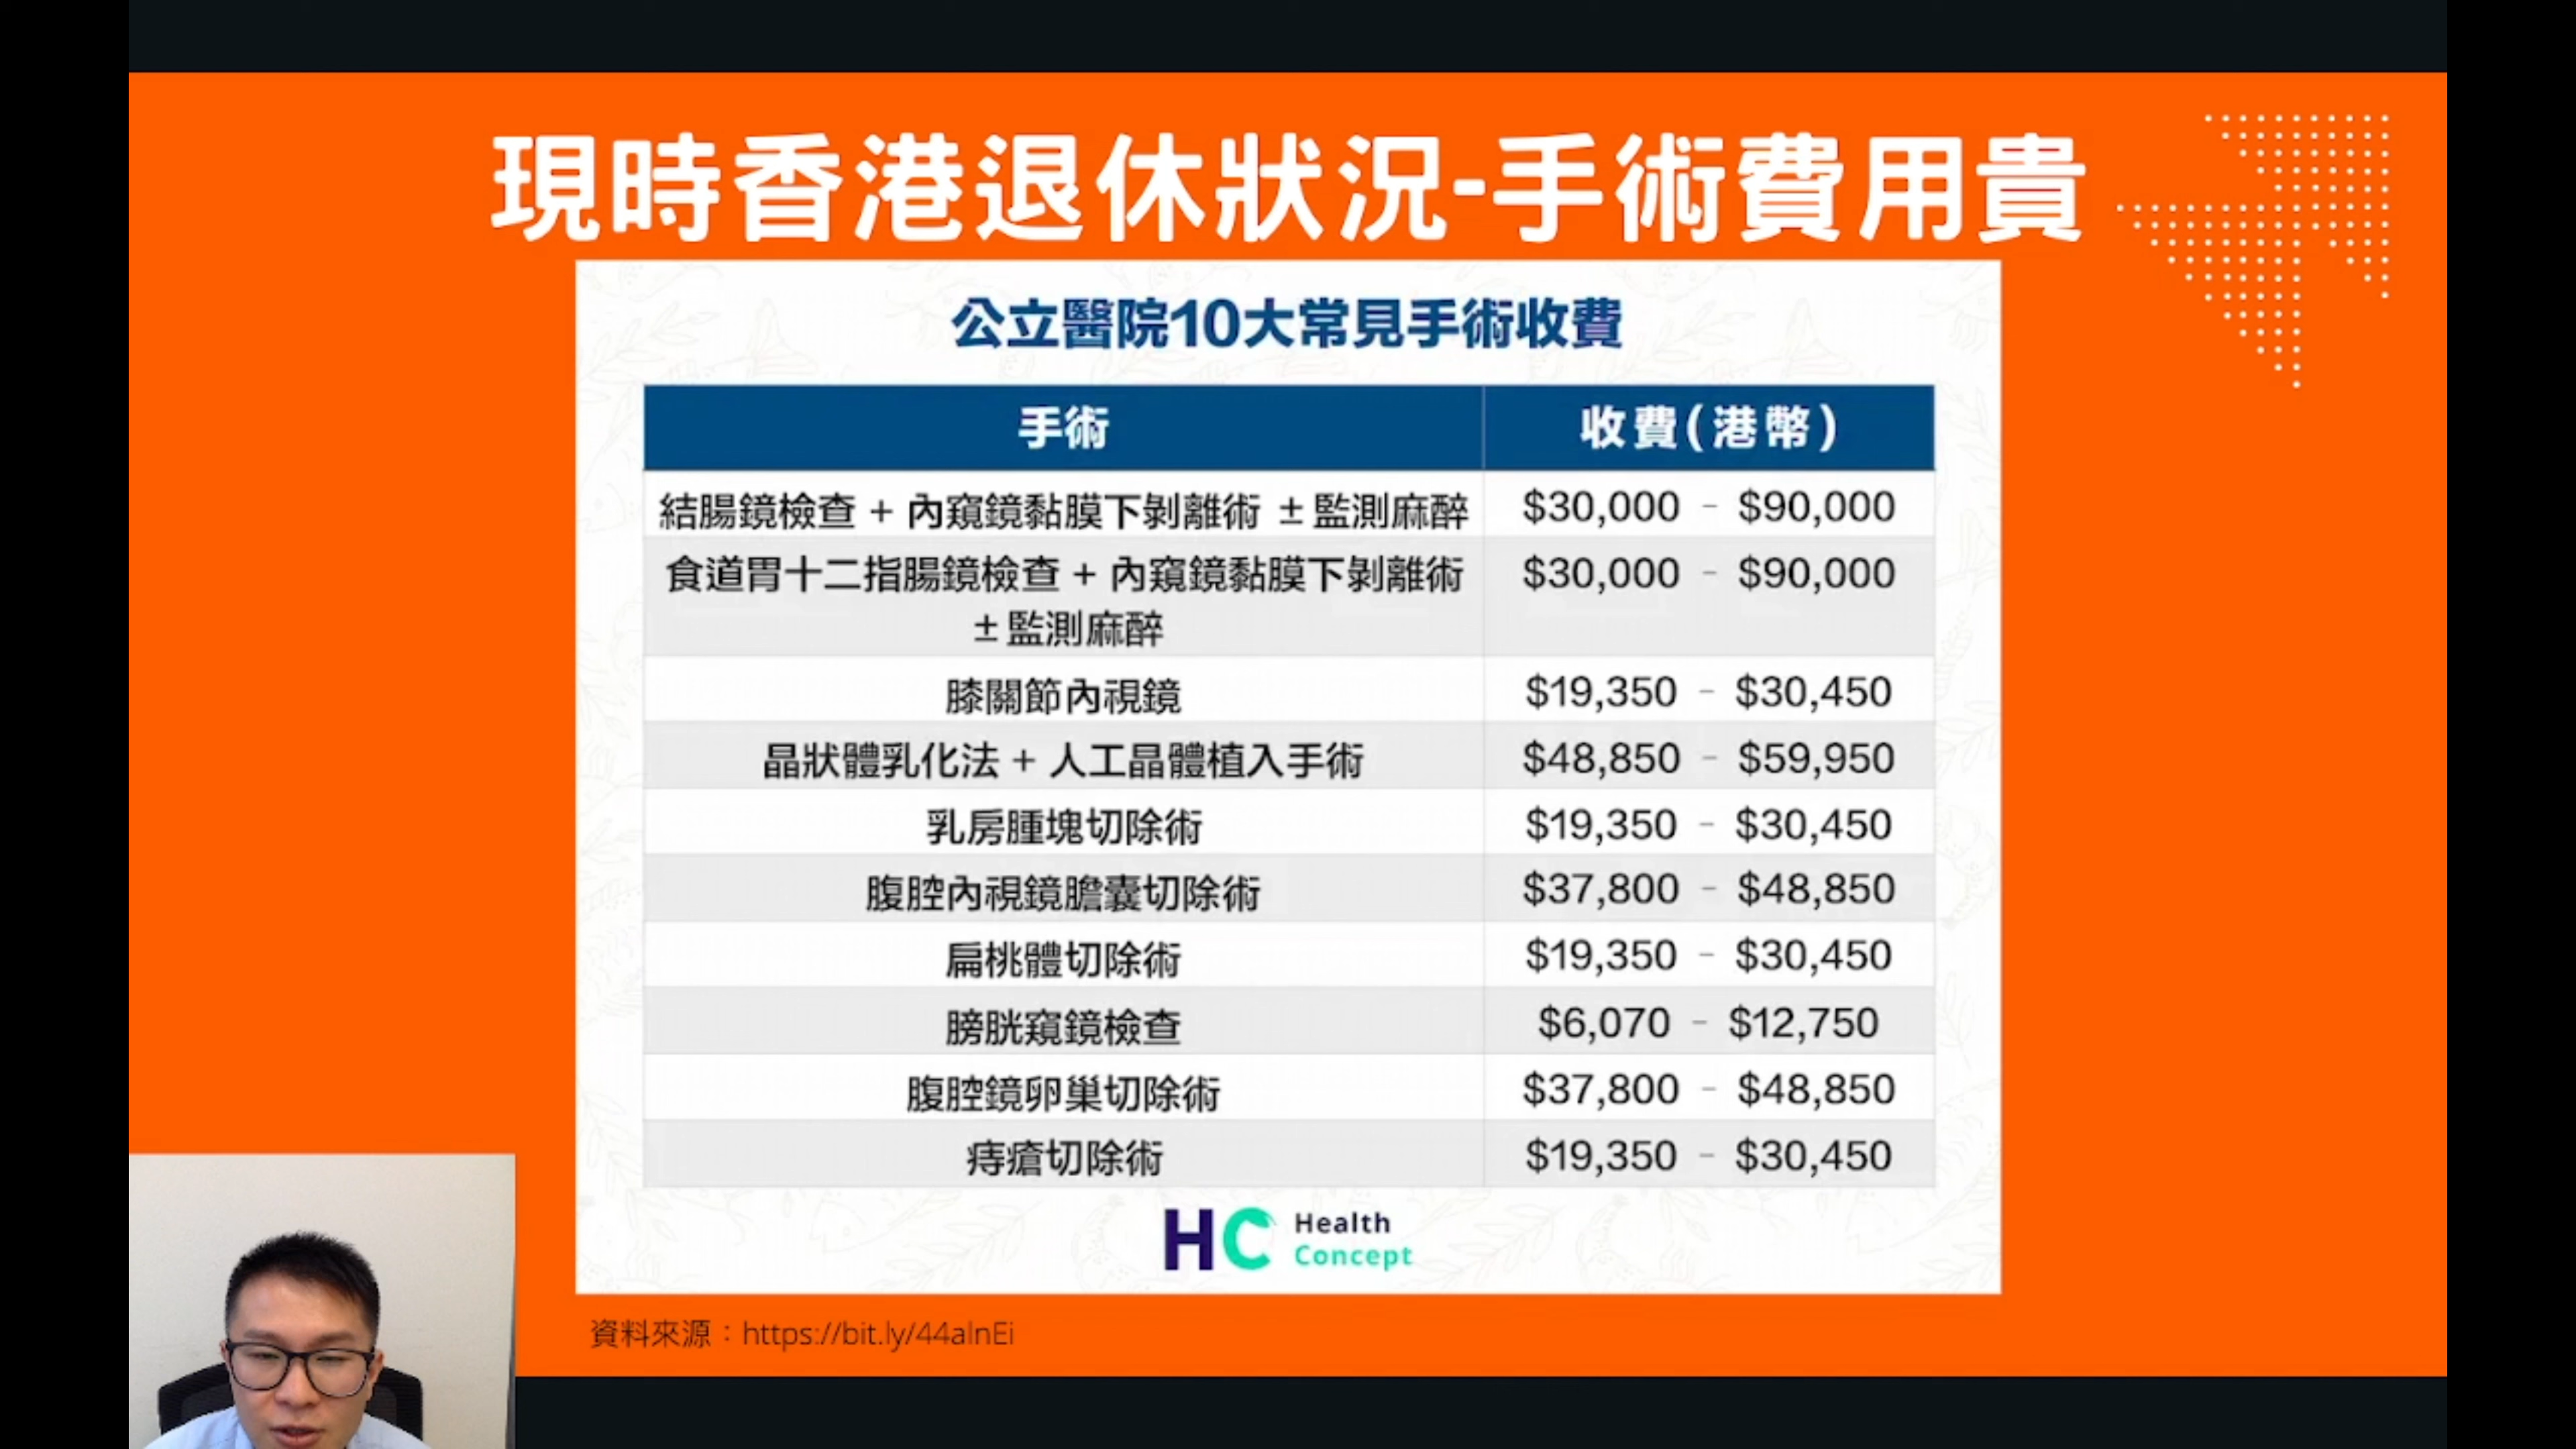 現時香港退休狀況-手術費用貴
公立醫院10大常見手術收費
手術 收費(港幣)
結腸鏡檢查 + 內窺鏡黏膜下剝離術 ±監測麻醉 $30,000 - $90,000
食道胃十二指腸鏡檢查 + 內窺鏡黏膜下剝離術 $30,000 - $90,000
±監測麻醉
膝關節內視鏡 $19,350 - $30,450
晶狀體乳化法 + 人工晶體植入手術 $48,850 - $59,950
乳房腫塊切除術 $19,350 - $30,450
腹腔內視鏡膽囊切除術 $37,800 - $48,850
扁桃體切除術 $19,350 - $30,450
膀胱窺鏡檢查 $6,070 - $12,750
腹腔鏡卵巢切除術 $37,800 - $48,850
痔瘡切除術 $19,350 - $30,450
HC Health
Concept
資料來源：https://bit.ly/44alnEi